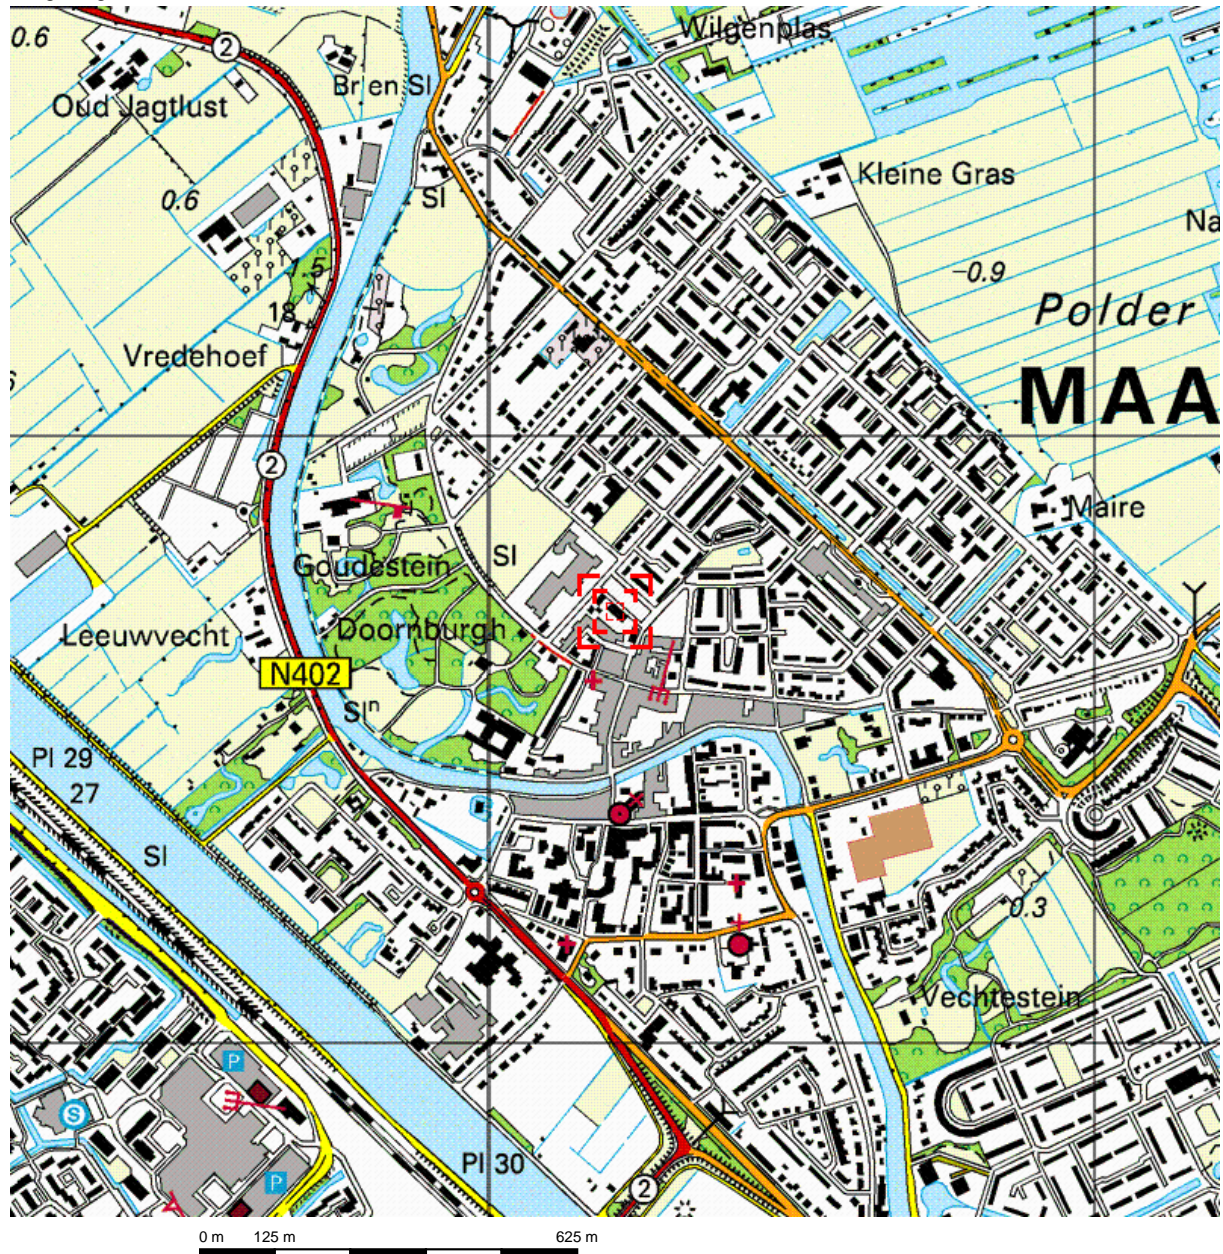 Wilgenplas
0.6
2
Br en Sl
Oud Jagtlust
Kleine Gras
0.6
Sl
Na
1.5
-0.9
18
Polder
Vredehoef
MAA
2
Maire
Sl
Goudestein
Leeuwvecht
Doornburgh
N402
Slⁿ
Pl 29
27
Sl
0.3
Vechtestein
P
S
Pl 30
P
2
0 m 125 m 625 m